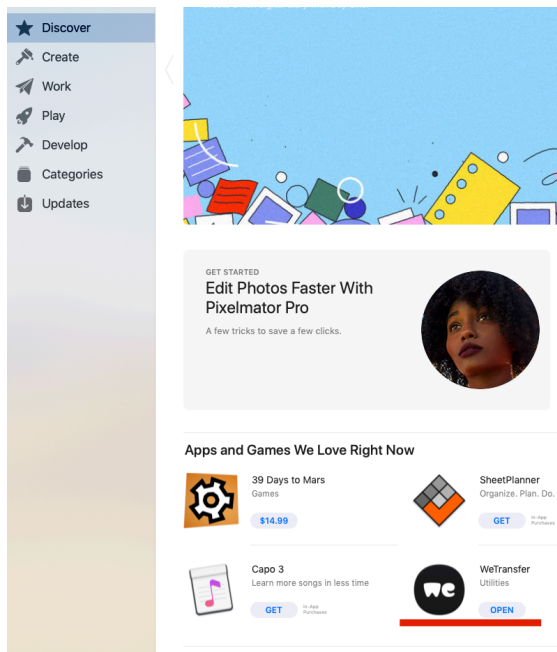 Discover
Create
Work
Play
Develop
Categories
Updates
GET STARTED
Edit Photos Faster With
Pixelmator Pro
A few tricks to save a few clicks.
Apps and Games We Love Right Now
39 Days to Mars
Games
$14.99
SheetPlanner
Organize. Plan. Do.
GET
In-App
Purchases
Capo 3
Learn more songs in less time
GET
In-App
Purchases
we
WeTransfer
Utilities
OPEN